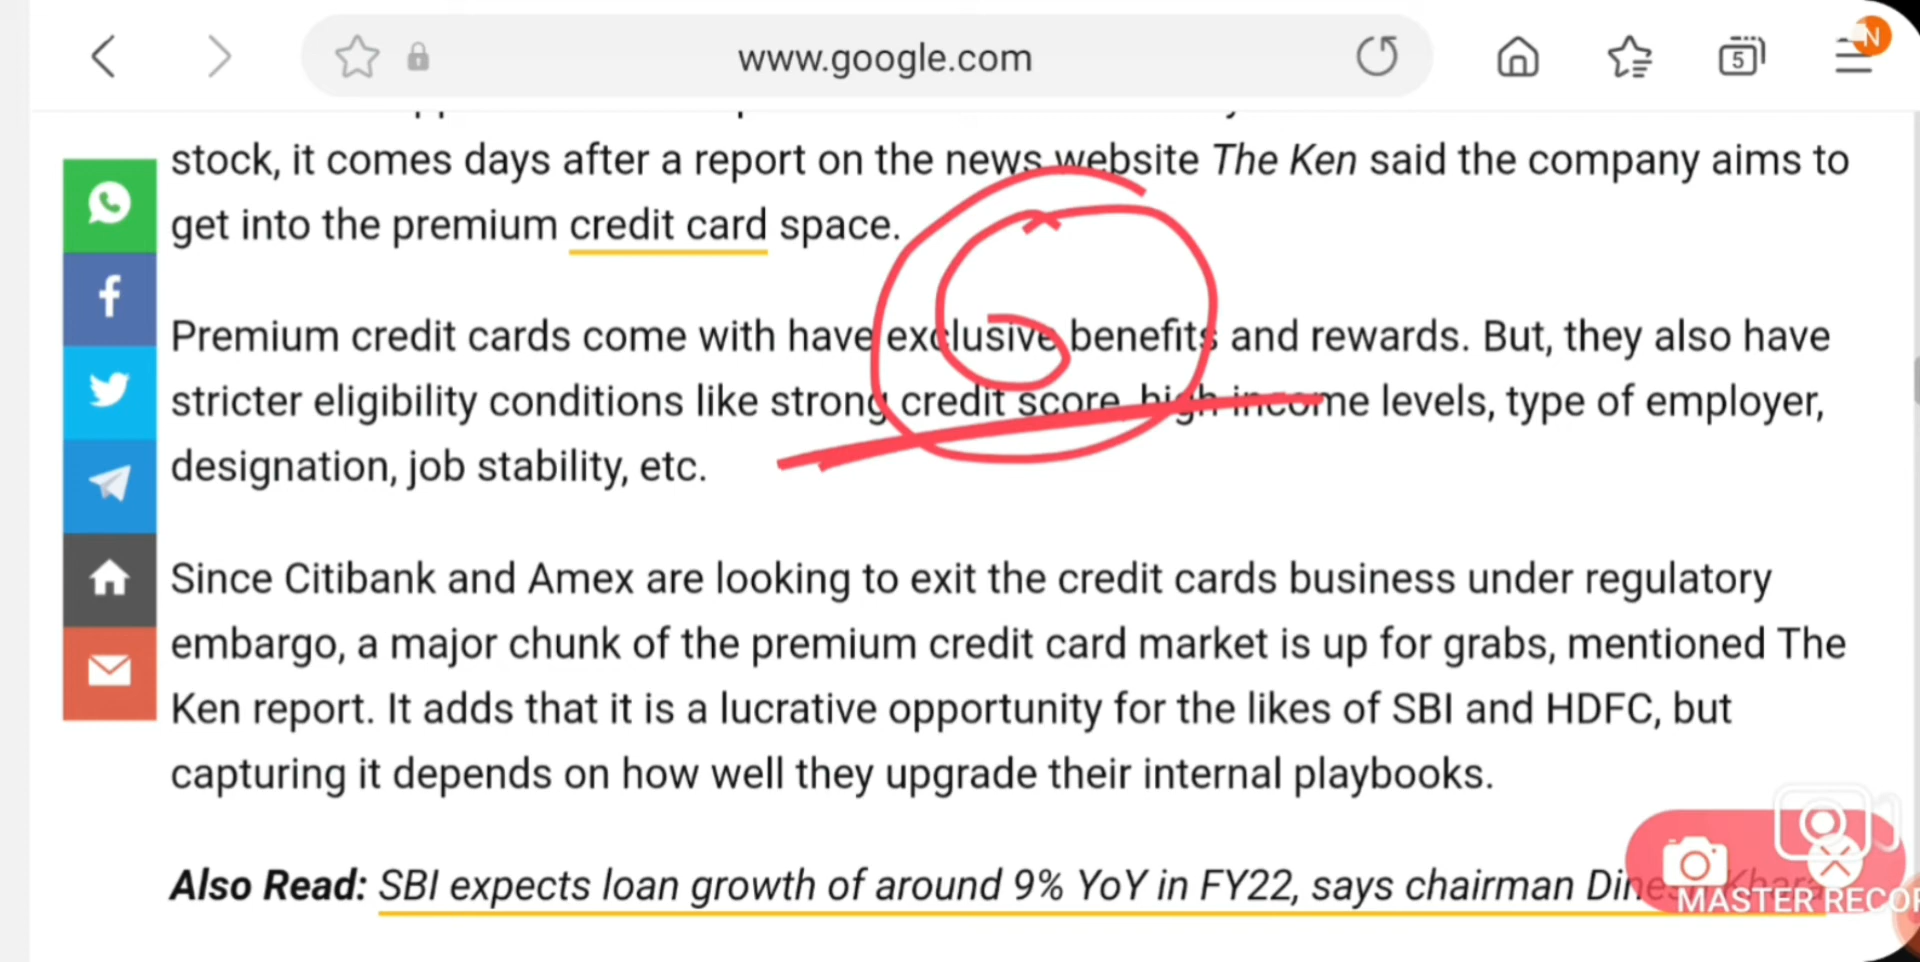 www.google.com
5
N
stock, it comes days after a report on the news website The Ken said the company aims to
get into the premium credit card space.
Premium credit cards come with have exclusive benefits and rewards. But, they also have
stricter eligibility conditions like strong credit score, high income levels, type of employer,
designation, job stability, etc.
Since Citibank and Amex are looking to exit the credit cards business under regulatory
embargo, a major chunk of the premium credit card market is up for grabs, mentioned The
Ken report. It adds that it is a lucrative opportunity for the likes of SBI and HDFC, but
capturing it depends on how well they upgrade their internal playbooks.
Also Read: SBI expects loan growth of around 9% YoY in FY22, says chairman Dinesh Khara
MASTER RECOR